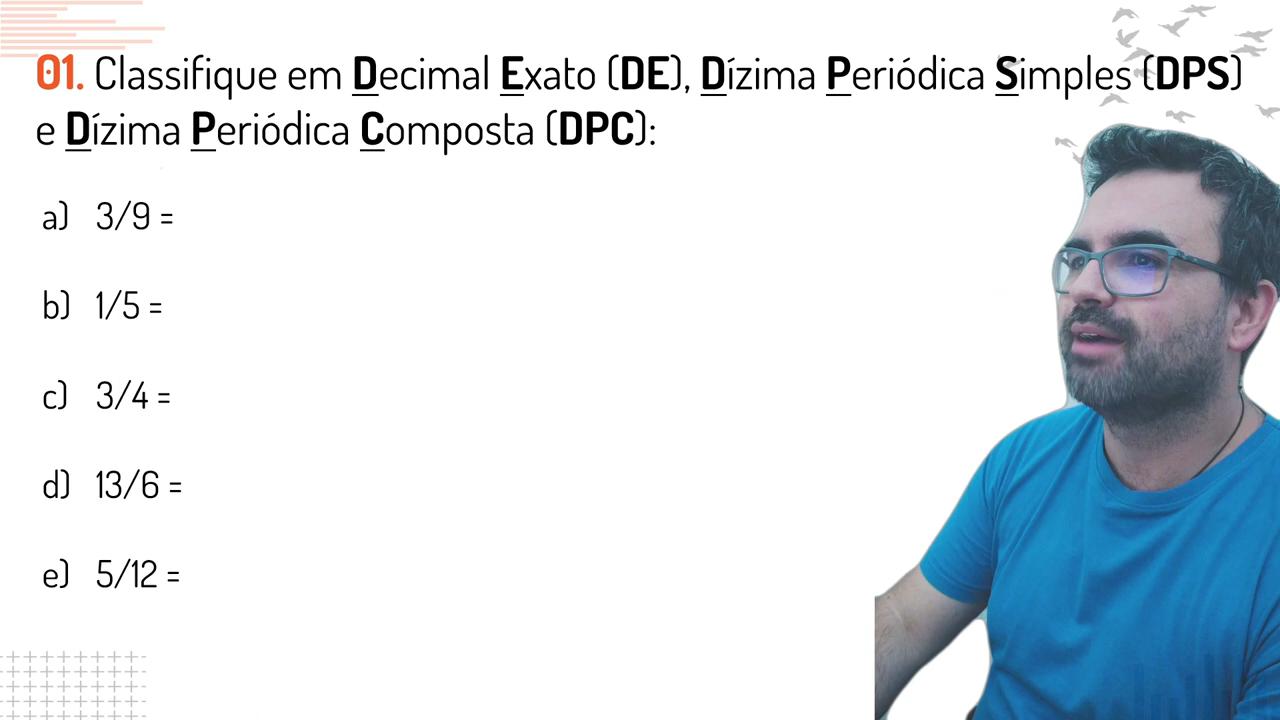 01. Classifique em Decimal Exato (DE), Dízima Periódica Simples (DPS)
e Dízima Periódica Composta (DPC):
a) 3/9 =
b) 1/5 =
c) 3/4 =
d) 13/6 =
e) 5/12 =